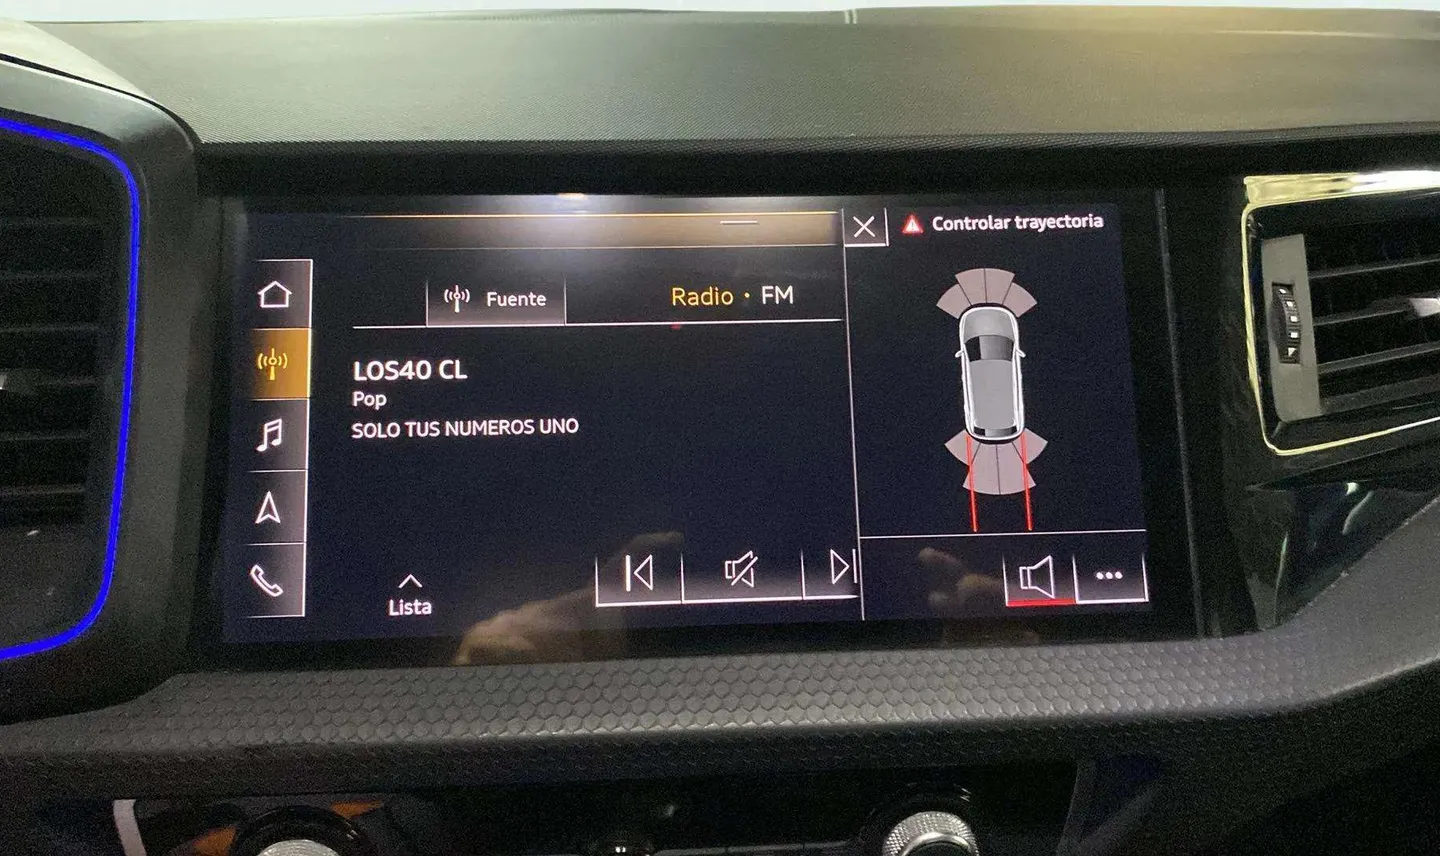 Controlar trayectoria
Fuente
Radio · FM
LOS40 CL
Pop
SOLO TUS NUMEROS UNO
Lista